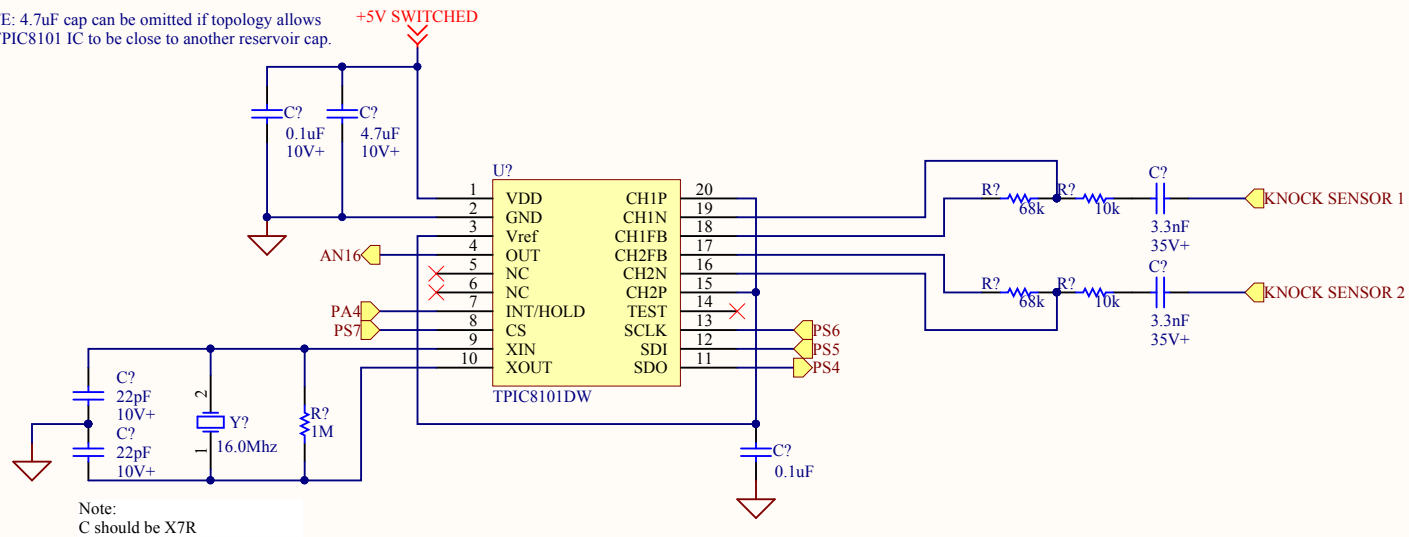 E: 4.7uF cap can be omitted if topology allows
TPIC8101 IC to be close to another reservoir cap.
+5V SWITCHED
C?
0.1uF
10V+
C?
4.7uF
10V+
U?
1 VDD CH1P 20
2 GND CH1N 19
3 Vref CH1FB 18
4 OUT CH2FB 17
5 NC CH2N 16
6 NC CH2P 15
7 INT/HOLD TEST 14
8 CS SCLK 13
9 XIN SDI 12
10 XOUT SDO 11
TPIC8101DW
AN16
PA4
PS7
PS6
PS5
PS4
R?
68k
R?
10k
C?
3.3nF
35V+
KNOCK SENSOR 1
R?
68k
R?
10k
C?
3.3nF
35V+
KNOCK SENSOR 2
C?
22pF
10V+
C?
22pF
10V+
2
Y?
1
16.0Mhz
R?
1M
C?
0.1uF
Note:
C should be X7R